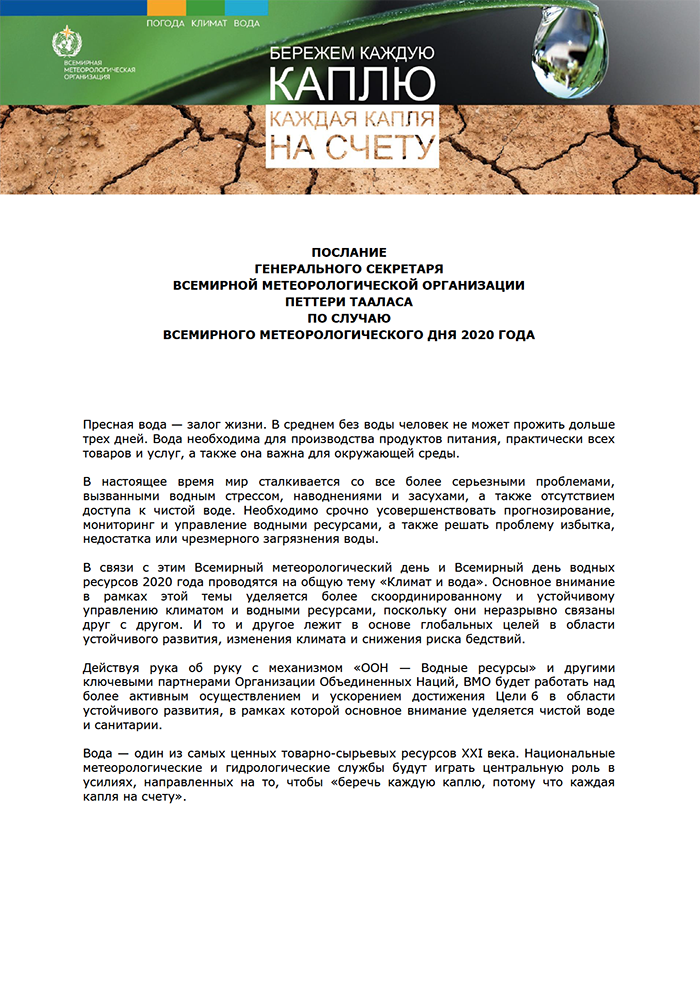 ПОГОДА КЛИМАТ ВОДА
ВСЕМИРНАЯ
МЕТЕОРОЛОГИЧЕСКАЯ
ОРГАНИЗАЦИЯ
БЕРЕЖЕМ КАЖДУЮ
КАПЛЮ
КАЖДАЯ КАПЛЯ
НА СЧЕТУ
ПОСЛАНИЕ
ГЕНЕРАЛЬНОГО СЕКРЕТАРЯ
ВСЕМИРНОЙ МЕТЕОРОЛОГИЧЕСКОЙ ОРГАНИЗАЦИИ
ПЕТТЕРИ ТААЛАСА
ПО СЛУЧАЮ
ВСЕМИРНОГО МЕТЕОРОЛОГИЧЕСКОГО ДНЯ 2020 ГОДА
Пресная вода — залог жизни. В среднем без воды человек не может прожить дольше
трех дней. Вода необходима для производства продуктов питания, практически всех
товаров и услуг, а также она важна для окружающей среды.
В настоящее время мир сталкивается со все более серьезными проблемами,
вызванными водным стрессом, наводнениями и засухами, а также отсутствием
доступа к чистой воде. Необходимо срочно усовершенствовать прогнозирование,
мониторинг и управление водными ресурсами, а также решать проблему избытка,
недостатка или чрезмерного загрязнения воды.
В связи с этим Всемирный метеорологический день и Всемирный день водных
ресурсов 2020 года проводятся на общую тему «Климат и вода». Основное внимание
в рамках этой темы уделяется более скоординированному и устойчивому
управлению климатом и водными ресурсами, поскольку они неразрывно связаны
друг с другом. И то и другое лежит в основе глобальных целей в области
устойчивого развития, изменения климата и снижения риска бедствий.
Действуя рука об руку с механизмом «ООН — Водные ресурсы» и другими
ключевыми партнерами Организации Объединенных Наций, ВМО будет работать над
более активным осуществлением и ускорением достижения Цели 6 в области
устойчивого развития, в рамках которой основное внимание уделяется чистой воде
и санитарии.
Вода — один из самых ценных товарно-сырьевых ресурсов XXI века. Национальные
метеорологические и гидрологические службы будут играть центральную роль в
усилиях, направленных на то, чтобы «беречь каждую каплю, потому что каждая
капля на счету».